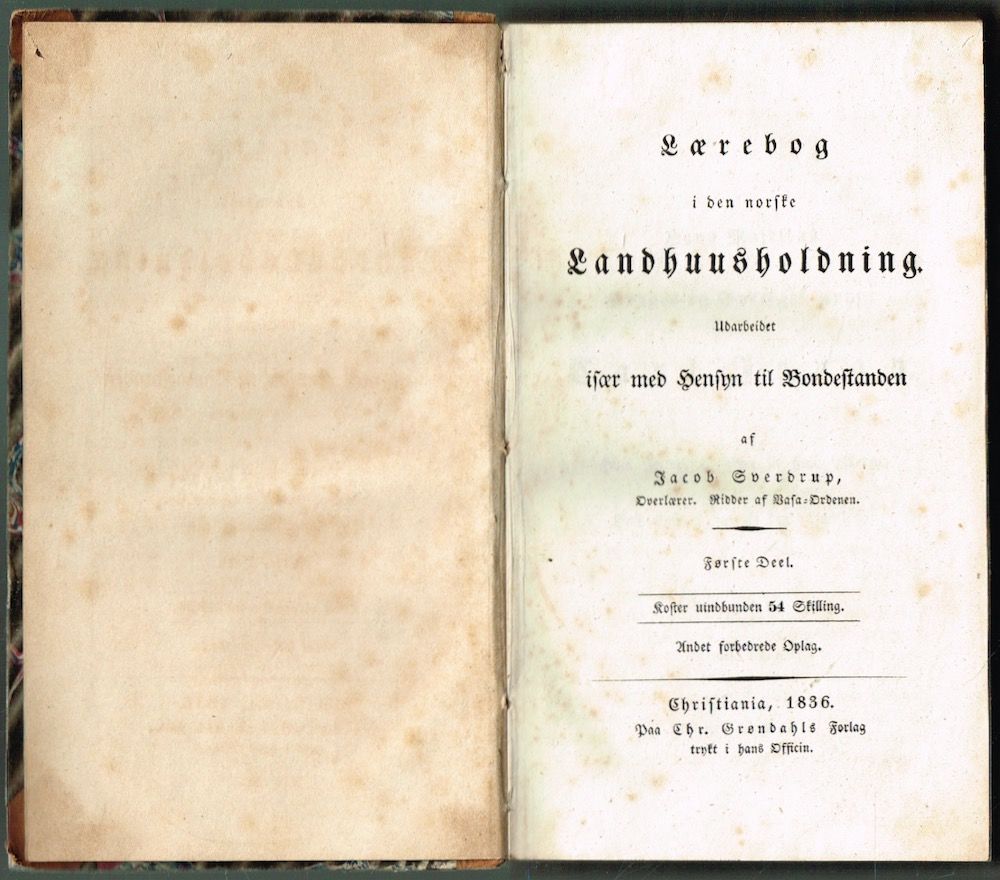 Lærebog
i den norske
Landhuusholdning.
Udarbeidet
især med Hensyn til Bondestanden
af
Jacob Sverdrup,
Overlærer. Ridder af Vasa-Ordenen.
Første Deel.
Koster uindbunden 54 Skilling.
Andet forbedrede Oplag.
Christiania, 1836.
Paa Chr. Grøndahls Forlag
trykt i hans Officin.